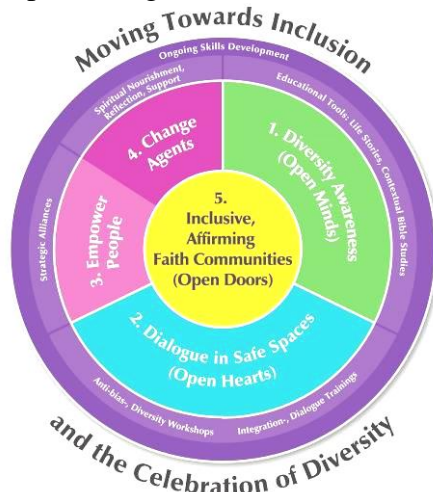 Moving Towards Inclusion
Ongoing Skills Development
Spiritual Nourishment,
Reflection, Support
Educational Tools: Life Stories, Contextual Bible Studies
4. Change
Agents
1. Diversity Awareness
(Open Minds)
Strategic Alliances
3. Empower
People
5.
Inclusive,
Affirming
Faith Communities
(Open Doors)
2. Dialogue in Safe Spaces
(Open Hearts)
Anti-bias-, Diversity Workshops
Integration-, Dialogue Trainings
and the Celebration of Diversity